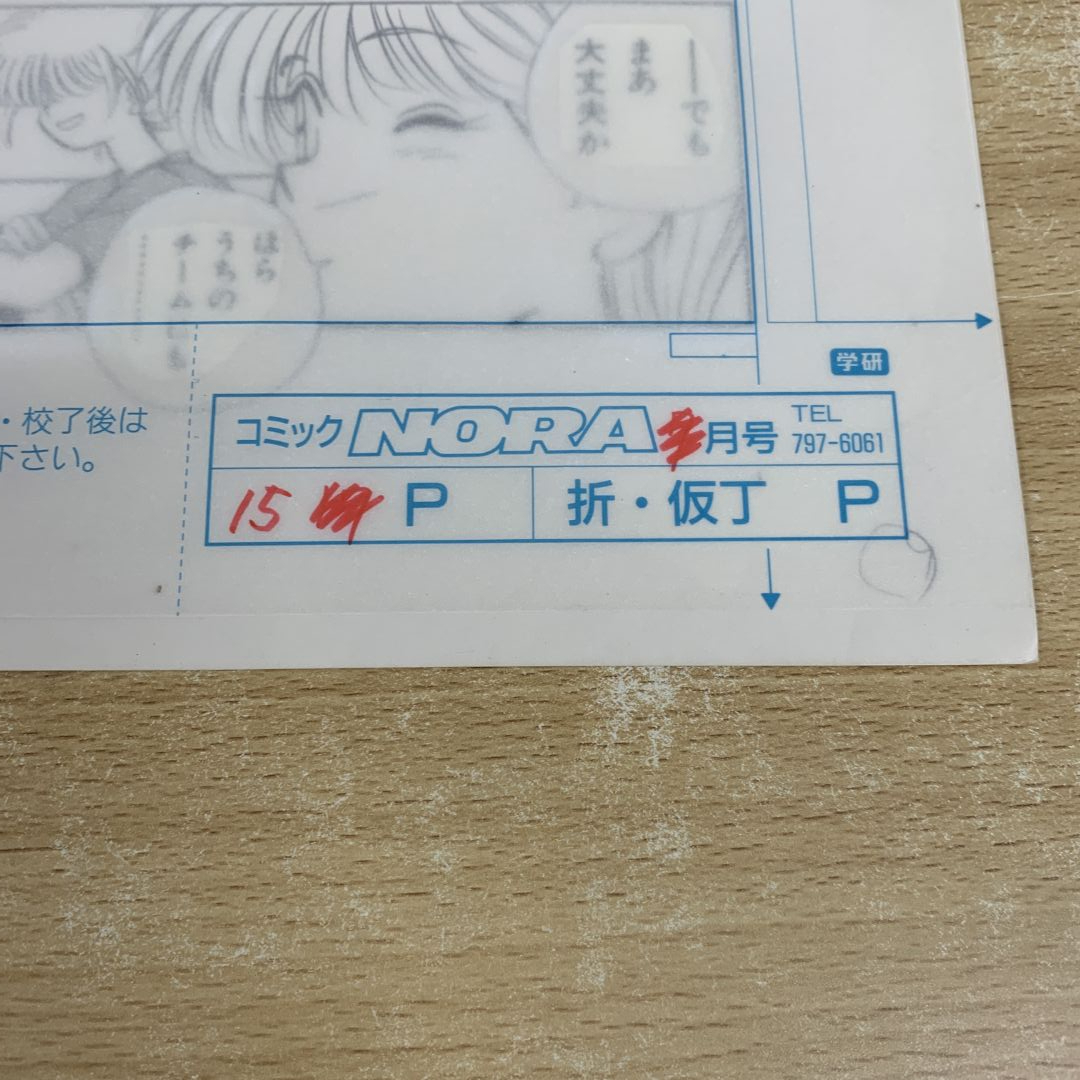 ——でも
まあ
大丈夫か
ほら
うちの
チームにも
…………
学研
・校了後は
下さい。
コミック NORA 月号 TEL 797-6061
15 P 折・仮丁 P